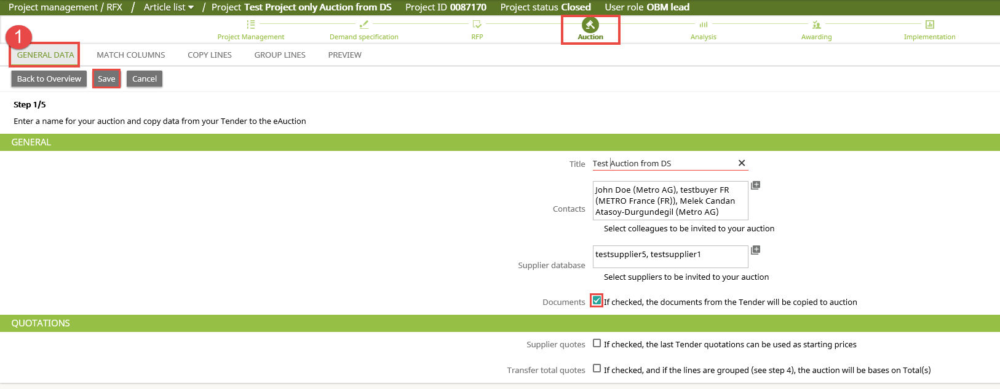 Project management / RFX / Article list / Project Test Project only Auction from DS Project ID 0087170 Project status Closed User role OBM lead
Project Management Demand specification RFP Auction Analysis Awarding Implementation
1
GENERAL DATA MATCH COLUMNS COPY LINES GROUP LINES PREVIEW
Back to Overview Save Cancel
Step 1/5
Enter a name for your auction and copy data from your Tender to the eAuction
GENERAL
Title Test Auction from DS
Contacts
John Doe (Metro AG), testbuyer FR
(METRO France (FR)), Melek Candan
Atasoy-Durgundegil (Metro AG)
Select colleagues to be invited to your auction
Supplier database
testsupplier5, testsupplier1
Select suppliers to be invited to your auction
Documents If checked, the documents from the Tender will be copied to auction
QUOTATIONS
Supplier quotes If checked, the last Tender quotations can be used as starting prices
Transfer total quotes If checked, and if the lines are grouped (see step 4), the auction will be bases on Total(s)